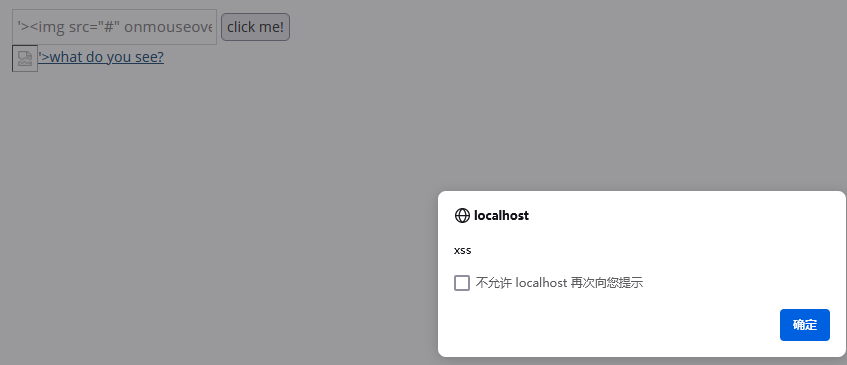 '><img src="#" onmouseove
click me!
'>what do you see?
localhost
xss
不允许 localhost 再次向您提示
确定